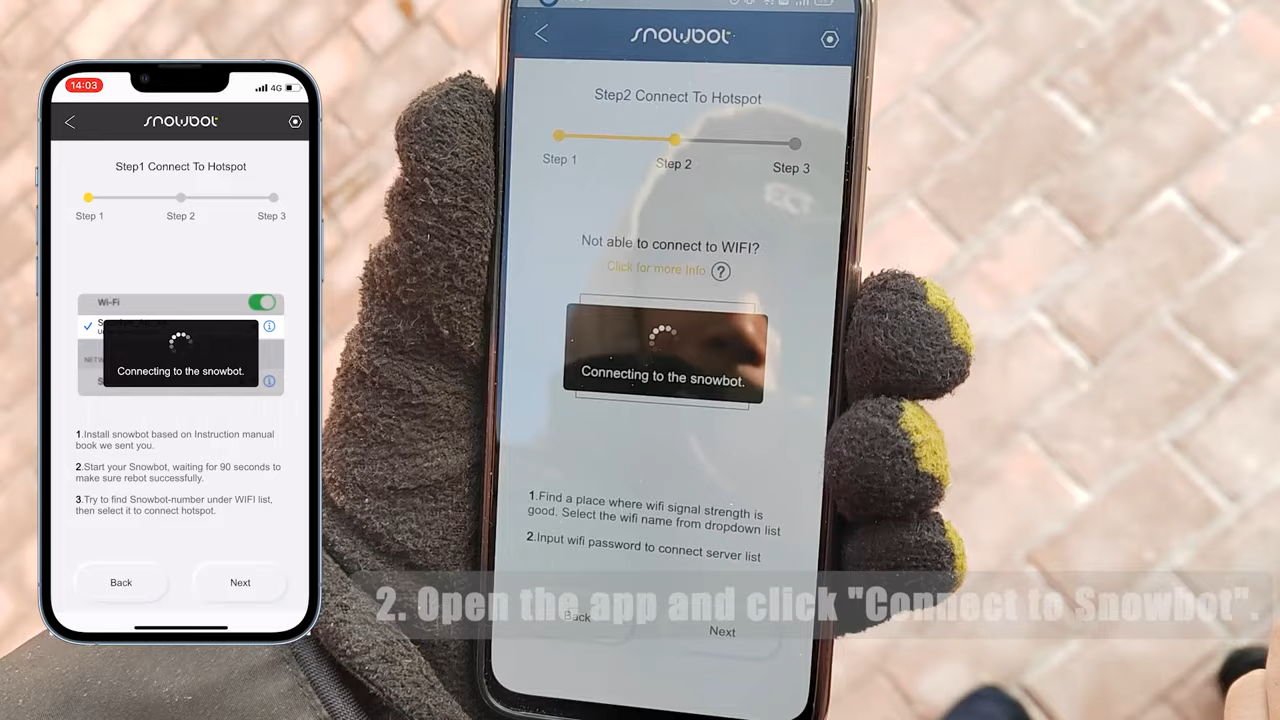 14:03
4G
snowbot
Step1 Connect To Hotspot
Step 1
Step 2
Step 3
Wi-Fi
Connecting to the snowbot.
1.Install snowbot based on Instruction manual
book we sent you.
2.Start your Snowbot, waiting for 90 seconds to
make sure rebot successfully.
3.Try to find Snowbot-number under WIFI list,
then select it to connect hotspot.
Back
Next
snowbot
Step2 Connect To Hotspot
Step 1
Step 2
Step 3
Not able to connect to WIFI?
Click for more Info ?
Connecting to the snowbot.
1.Find a place where wifi signal strength is
good. Select the wifi name from dropdown list
2.Input wifi password to connect server list
Back
Next
2. Open the app and click "Connect to Snowbot".